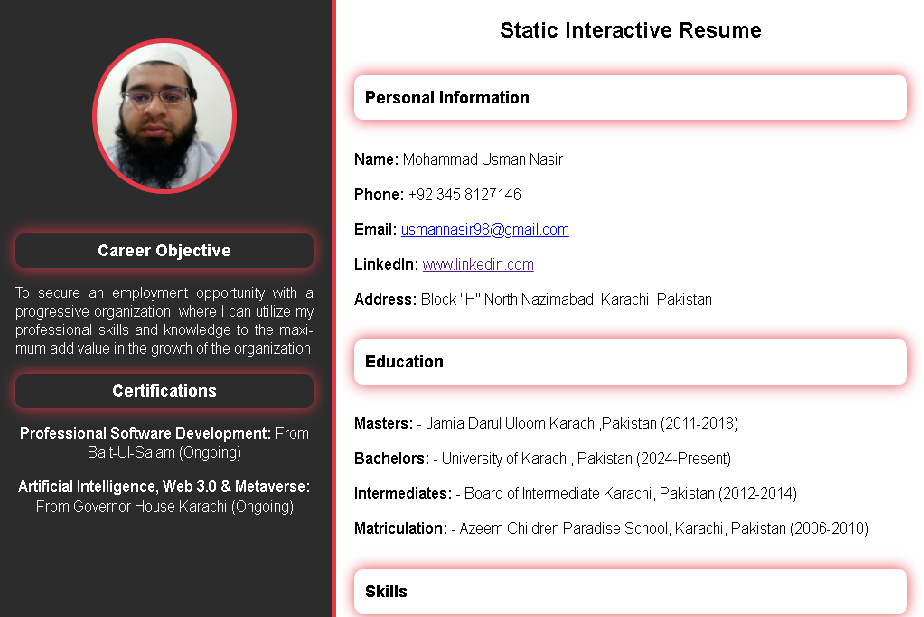 Static Interactive Resume
Career Objective
To secure an employment opportunity with a
progressive organization, where I can utilize my
professional skills and knowledge to the maxi-
mum add value in the growth of the organization
Certifications
Professional Software Development: From
Bait-Ul-Salam (Ongoing)
Artificial Intelligence, Web 3.0 & Metaverse:
From Governor House Karachi (Ongoing)
Personal Information
Name: Mohammad Usman Nasir
Phone: +92 345 8127146
Email: usmannasir98@gmail.com
LinkedIn: www.linkedin.com
Address: Block "H" North Nazimabad, Karachi, Pakistan
Education
Masters: - Jamia Darul Uloom Karachi, Pakistan (2011-2018)
Bachelors: - University of Karachi, Pakistan (2024-Present)
Intermediates: - Board of Intermediate Karachi, Pakistan (2012-2014)
Matriculation: - Azeem Children Paradise School, Karachi, Pakistan (2006-2010)
Skills